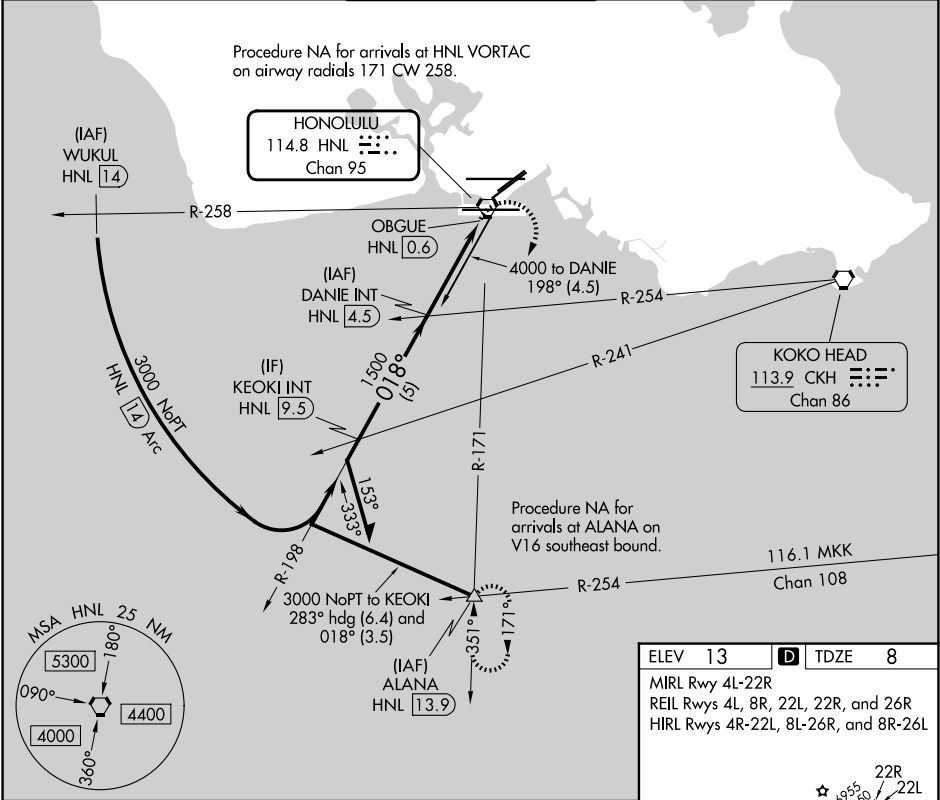 Procedure NA for arrivals at HNL VORTAC
on airway radials 171 CW 258.
HONOLULU
114.8 HNL
Chan 95
(IAF)
WUKUL
HNL 14
R-258
OBGUE
HNL 0.6
4000 to DANIE
198° (4.5)
(IAF)
DANIE INT
HNL 4.5
R-254
R-241
KOKO HEAD
113.9 CKH
Chan 86
(IF)
KEOKI INT
HNL 9.5
1500
018°
(5)
3000 NoPT
HNL 14 Arc
R-171
153°
333°
R-198
Procedure NA for
arrivals at ALANA on
V16 southeast bound.
116.1 MKK
Chan 108
R-254
3000 NoPT to KEOKI
283° hdg (6.4) and
018° (3.5)
351°
171°
(IAF)
ALANA
HNL 13.9
MSA HNL 25 NM
180°
5300
090°
4400
4000
360°
ELEV 13 D TDZE 8
MIRL Rwy 4L-22R
REIL Rwys 4L, 8R, 22L, 22R, and 26R
HIRL Rwys 4R-22L, 8L-26R, and 8R-26L
22R
22L
6955